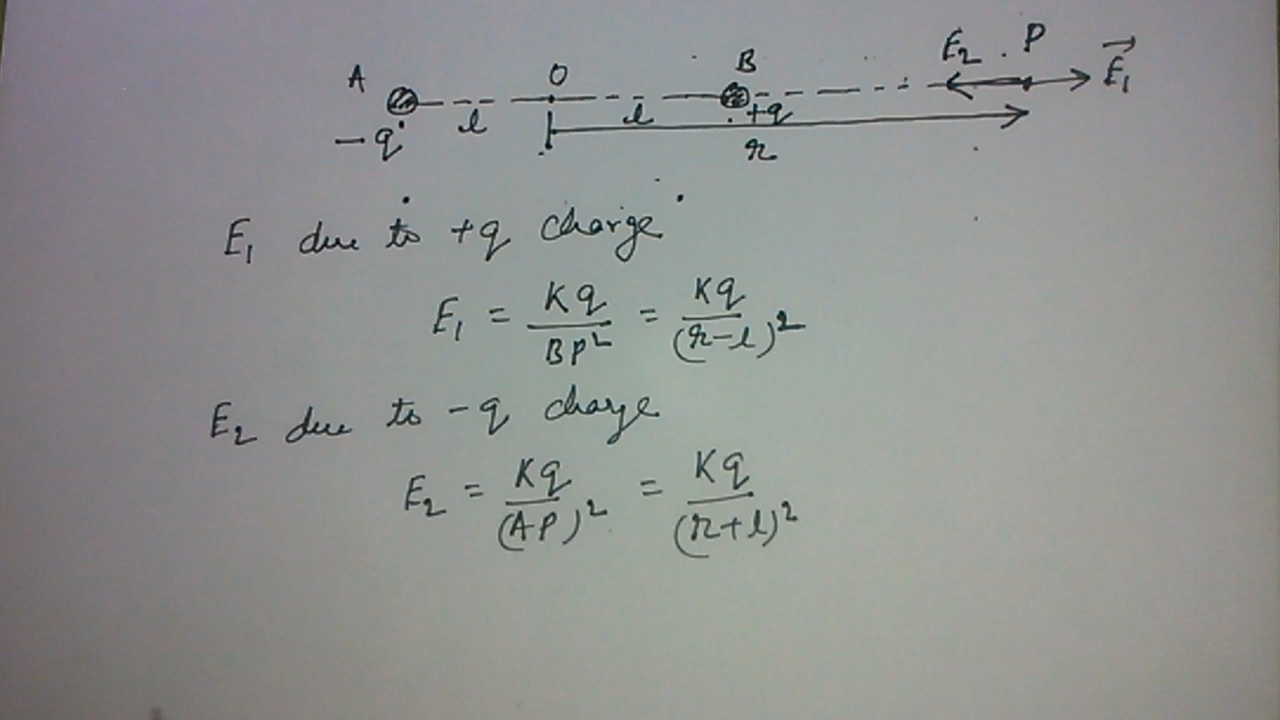 A O B E₂ P E₁
-q l l +q
r
E₁ due to +q charge
E₁ = Kq/BP² = Kq/(r-l)²
E₂ due to -q charge
E₂ = Kq/(AP)² = Kq/(r+l)²